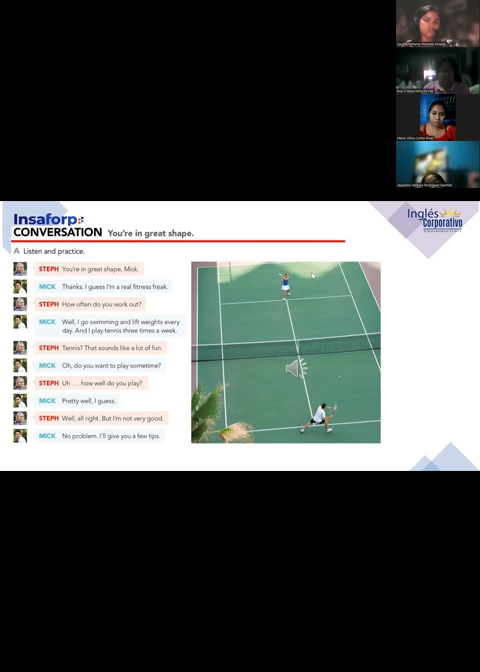 Insaforp
Inglés
Corporativo
CONVERSATION You're in great shape.
A Listen and practice.
STEPH You're in great shape, Mick.
MICK Thanks. I guess I'm a real fitness freak.
STEPH How often do you work out?
MICK Well, I go swimming and lift weights every
day. And I play tennis three times a week.
STEPH Tennis? That sounds like a lot of fun.
MICK Oh, do you want to play sometime?
STEPH Uh . . . how well do you play?
MICK Pretty well, I guess.
STEPH Well, all right. But I'm not very good.
MICK No problem. I'll give you a few tips.